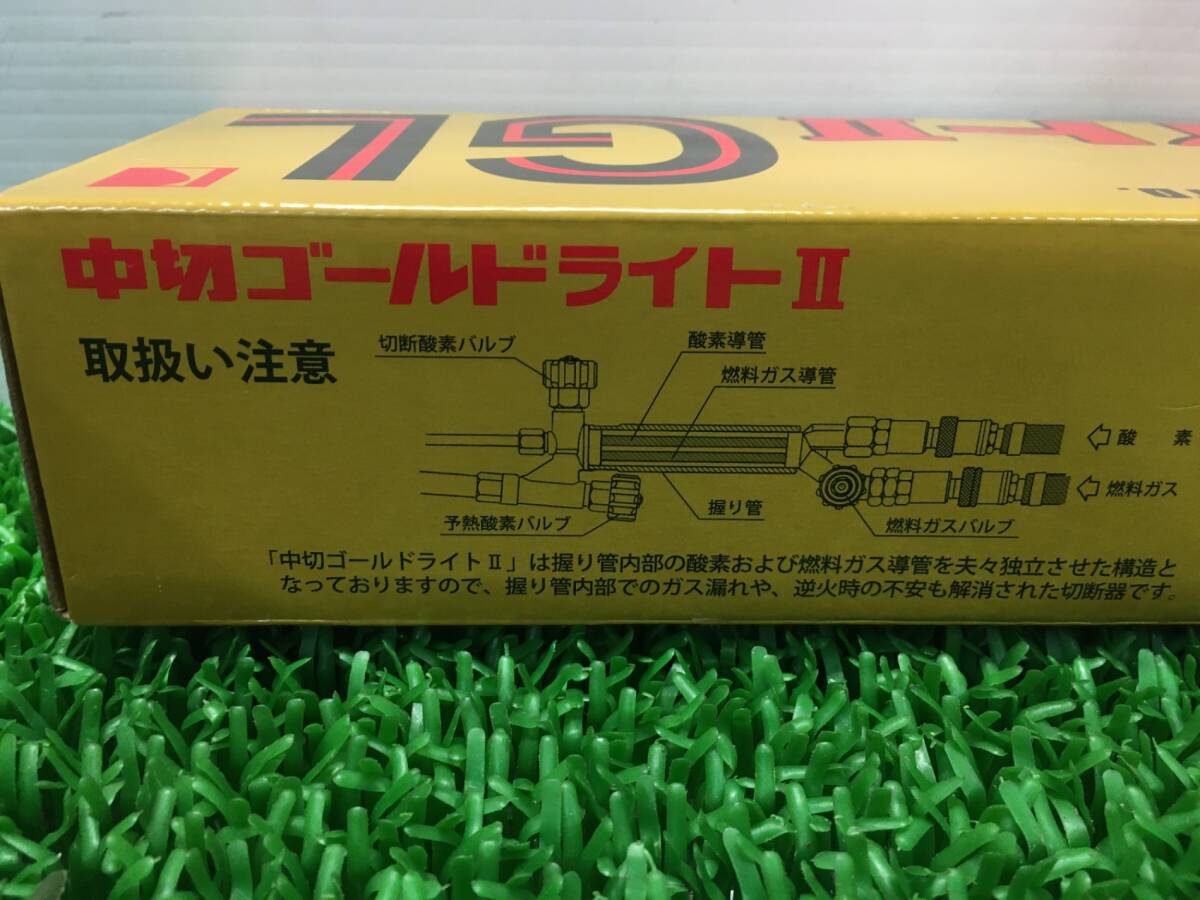 GL
中切ゴールドライトⅡ
取扱い注意
切断酸素バルブ
酸素導管
燃料ガス導管
酸 素
燃料ガス
握り管
予熱酸素バルブ
燃料ガスバルブ
「中切ゴールドライトⅡ」は握り管内部の酸素および燃料ガス導管を夫々独立させた構造と
なっておりますので、握り管内部でのガス漏れや、逆火時の不安も解消された切断器です。